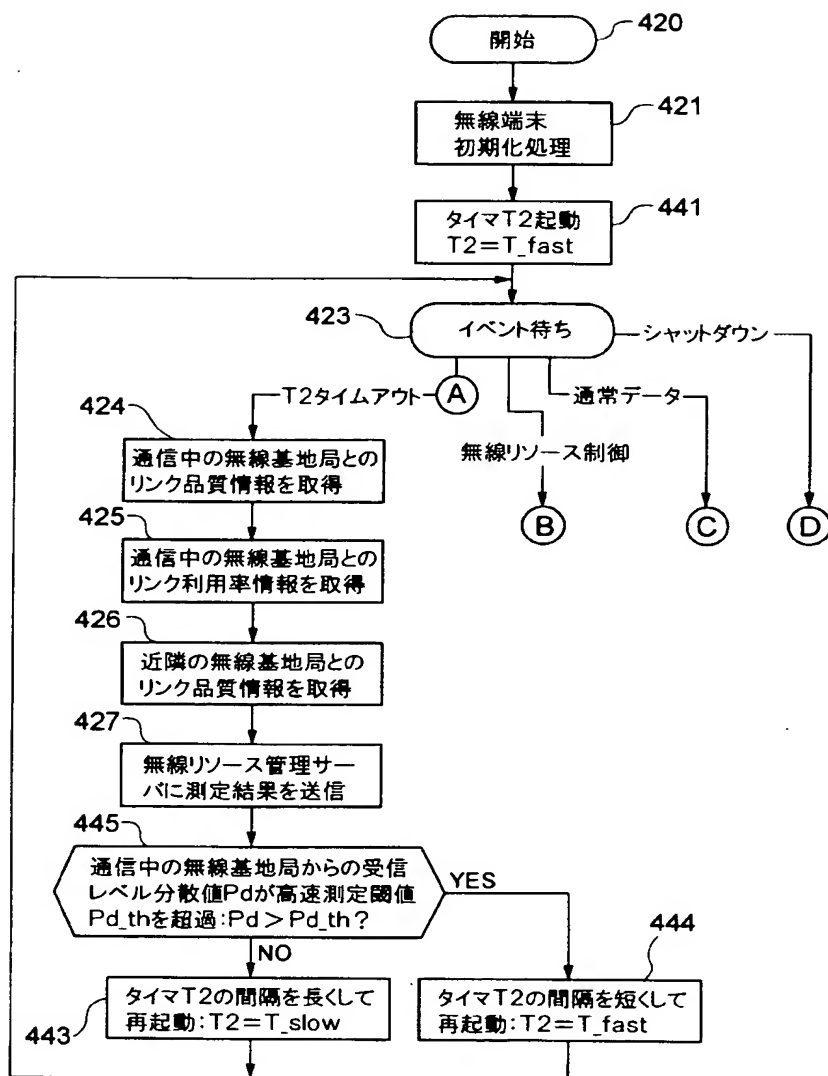 開始
420
無線端末
初期化処理
421
タイマT2起動
T2=T_fast
441
423
イベント待ち
シャットダウン
T2タイムアウト
A
通常データ
無線リソース制御
B
C
D
424
通信中の無線基地局との
リンク品質情報を取得
425
通信中の無線基地局との
リンク利用率情報を取得
426
近隣の無線基地局との
リンク品質情報を取得
427
無線リソース管理サー
バに測定結果を送信
445
通信中の無線基地局からの受信
レベル分散値Pdが高速測定閾値
Pd_thを超過:Pd>Pd_th?
YES
NO
444
タイマT2の間隔を長くして
再起動:T2=T_slow
443
タイマT2の間隔を短くして
再起動:T2=T_fast